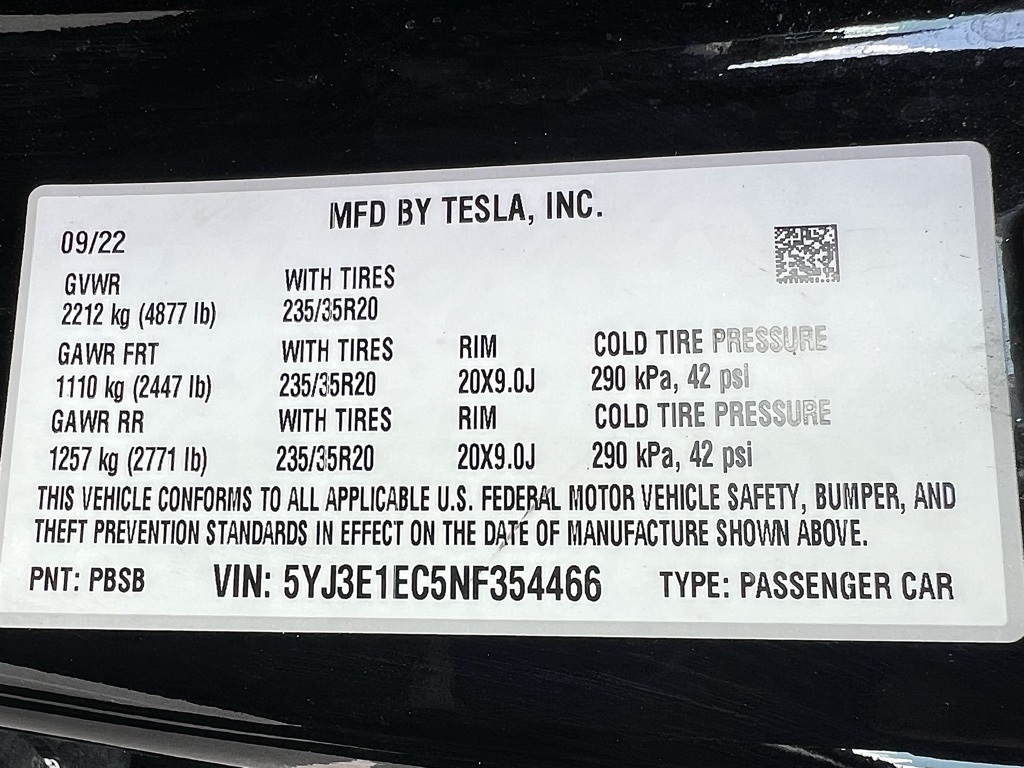 MFD BY TESLA, INC.
09/22
GVWR WITH TIRES
2212 kg (4877 lb) 235/35R20
GAWR FRT WITH TIRES RIM COLD TIRE PRESSURE
1110 kg (2447 lb) 235/35R20 20X9.0J 290 kPa, 42 psi
GAWR RR WITH TIRES RIM COLD TIRE PRESSURE
1257 kg (2771 lb) 235/35R20 20X9.0J 290 kPa, 42 psi
THIS VEHICLE CONFORMS TO ALL APPLICABLE U.S. FEDERAL MOTOR VEHICLE SAFETY, BUMPER, AND
THEFT PREVENTION STANDARDS IN EFFECT ON THE DATE OF MANUFACTURE SHOWN ABOVE.
PNT: PBSB VIN: 5YJ3E1EC5NF354466 TYPE: PASSENGER CAR